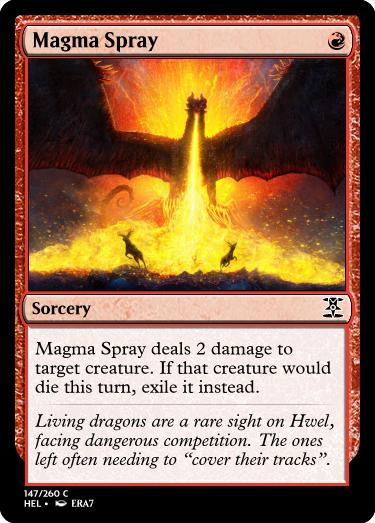 Magma Spray
Sorcery
Magma Spray deals 2 damage to
target creature. If that creature would
die this turn, exile it instead.
Living dragons are a rare sight on Hwel,
facing dangerous competition. The ones
left often needing to “cover their tracks”.
147/260 C
HEL • ERA7